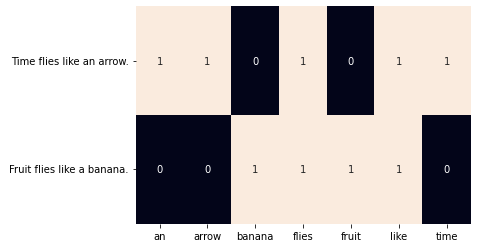 Time flies like an arrow. 1 1 0 1 0 1 1
Fruit flies like a banana. 0 0 1 1 1 1 0
an arrow banana flies fruit like time